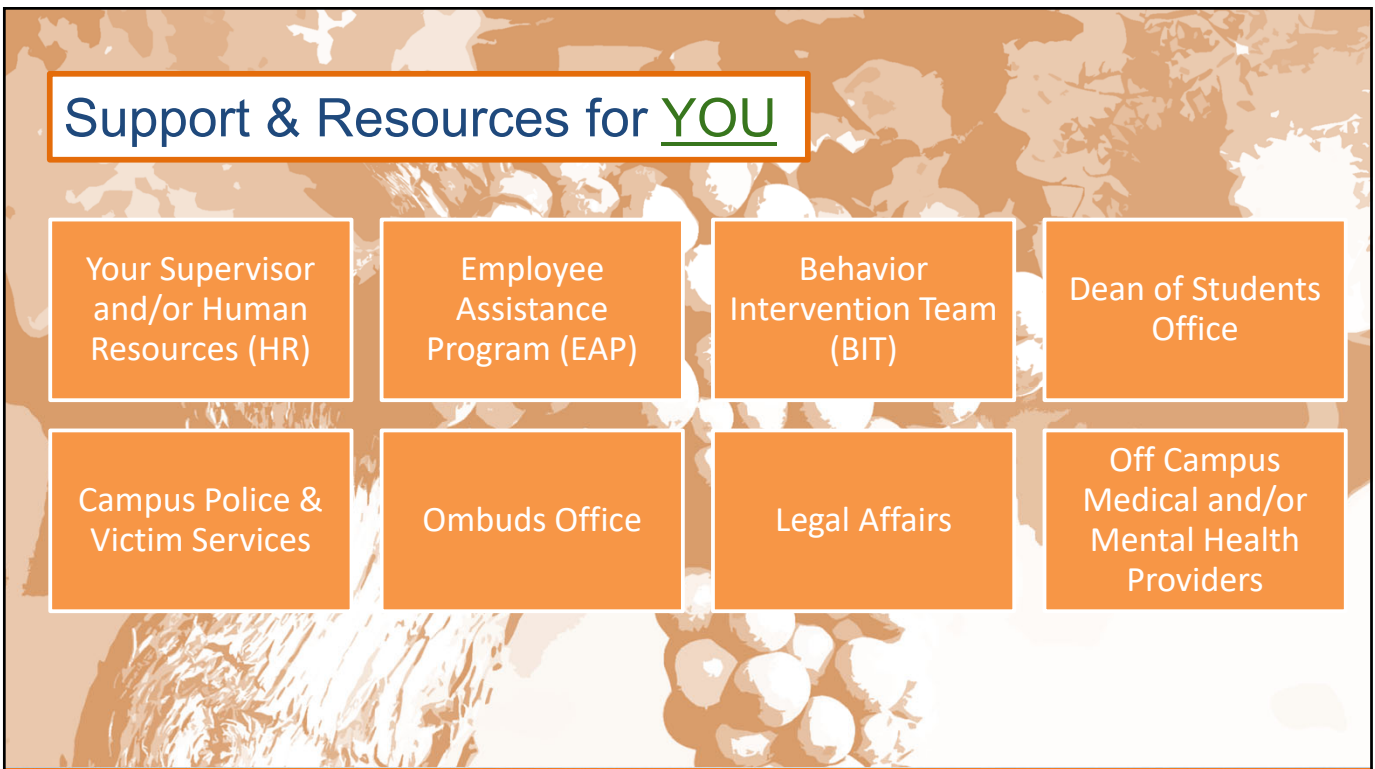 Support & Resources for YOU
Your Supervisor
and/or Human
Resources (HR)
Employee
Assistance
Program (EAP)
Behavior
Intervention Team
(BIT)
Dean of Students
Office
Campus Police &
Victim Services
Ombuds Office
Legal Affairs
Off Campus
Medical and/or
Mental Health
Providers